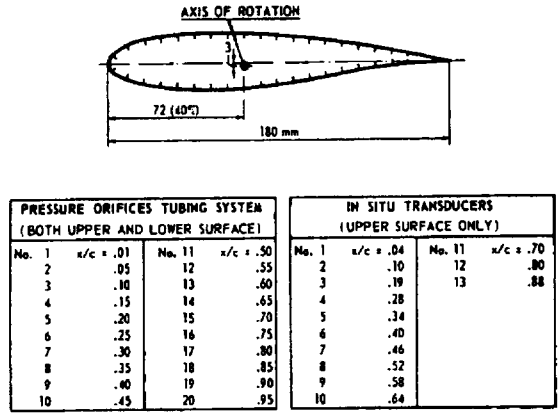 AXIS OF ROTATION
3
72 (40%)
180 mm
PRESSURE ORIFICES TUBING SYSTEM
(BOTH UPPER AND LOWER SURFACE)
No. 1 x/c = .01 No. 11 x/c = .50
2 .05 12 .55
3 .10 13 .60
4 .15 14 .65
5 .20 15 .70
6 .25 16 .75
7 .30 17 .80
8 .35 18 .85
9 .40 19 .90
10 .45 20 .95
IN SITU TRANSDUCERS
(UPPER SURFACE ONLY)
No. 1 x/c = .04 No. 11 x/c = .70
2 .10 12 .80
3 .19 13 .88
4 .28
5 .34
6 .40
7 .46
8 .52
9 .58
10 .64